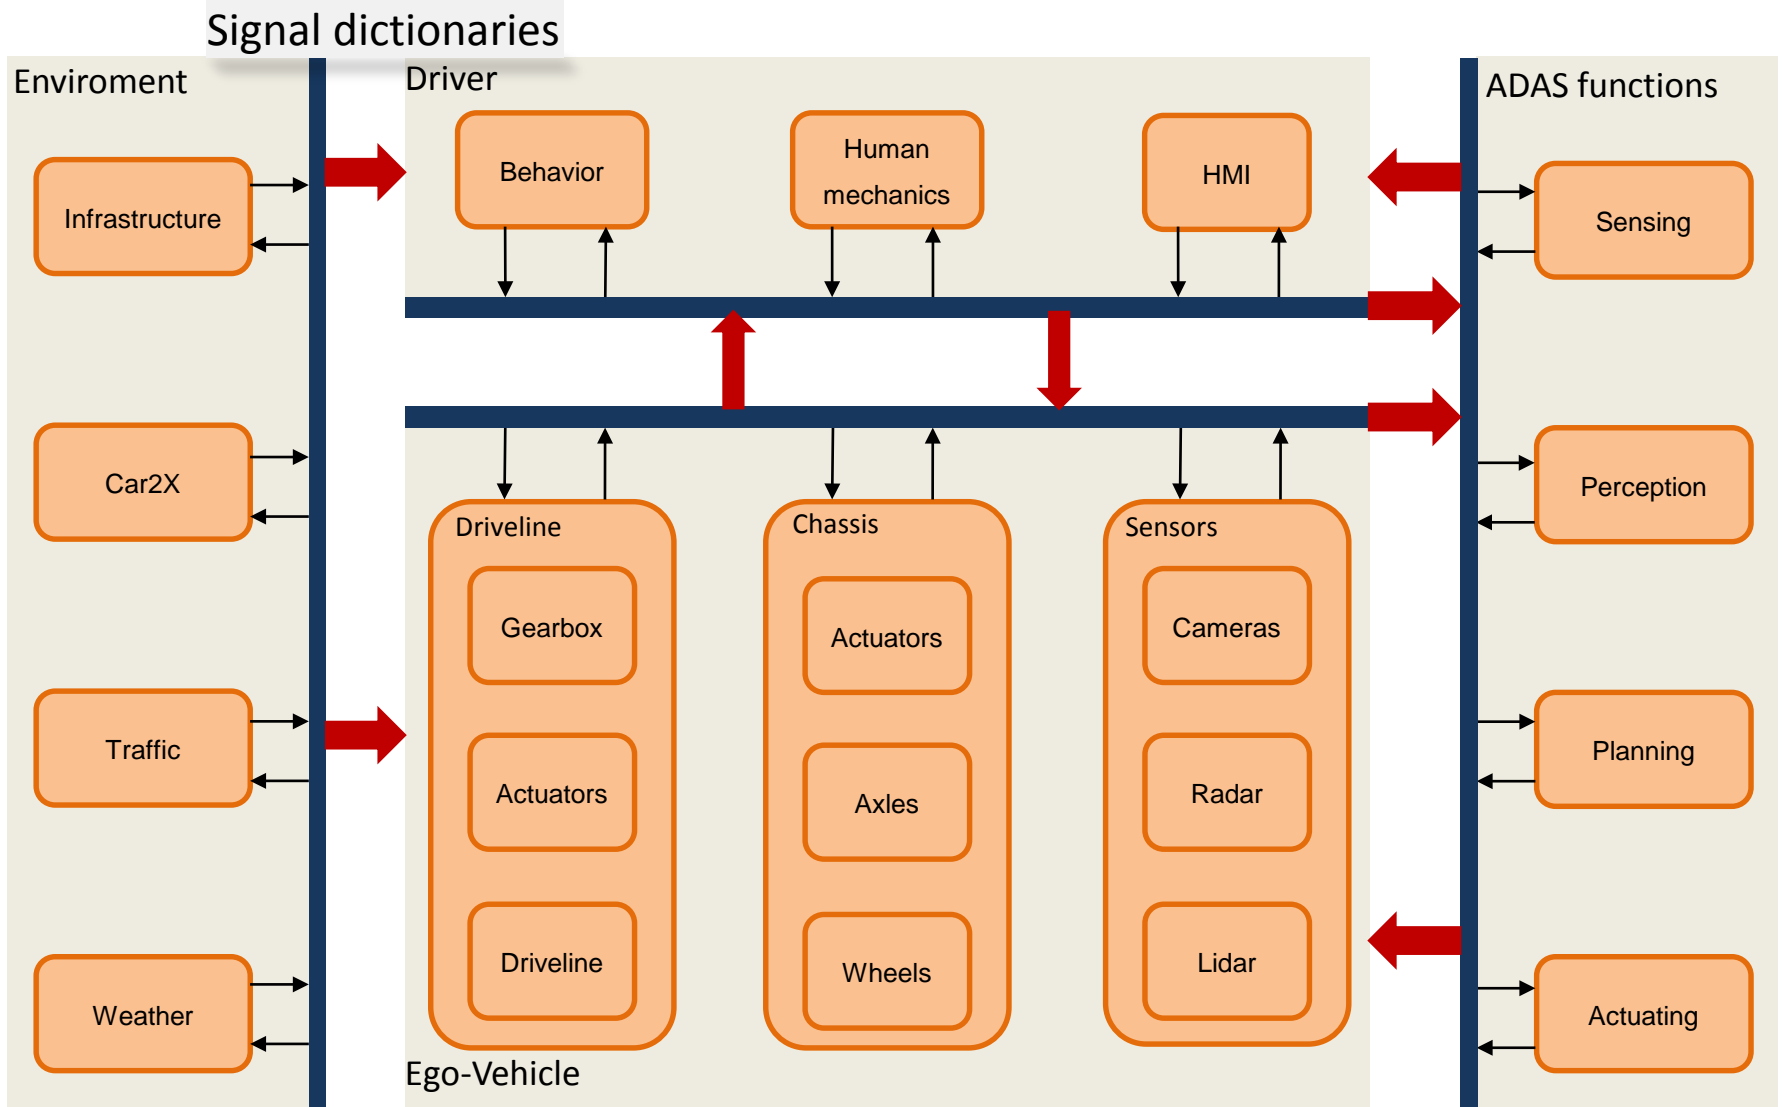 Signal dictionaries
Enviroment
Infrastructure
Car2X
Traffic
Weather
Driver
Behavior
Human
mechanics
HMI
Driveline
Gearbox
Actuators
Driveline
Chassis
Actuators
Axles
Wheels
Sensors
Cameras
Radar
Lidar
Ego-Vehicle
ADAS functions
Sensing
Perception
Planning
Actuating